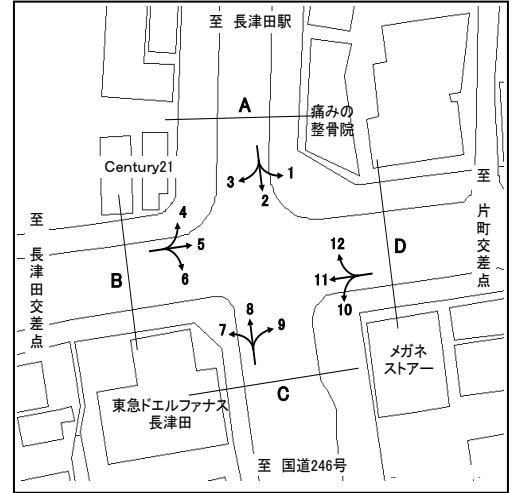 至 長津田駅
A
痛みの
整骨院
1
3
2
Century21
4
5
6
至 長津田交差点
B
至 片町交差点
12
D
11
10
8
7
9
メガネ
ストアー
C
東急ドエルファナス
長津田
至 国道246号